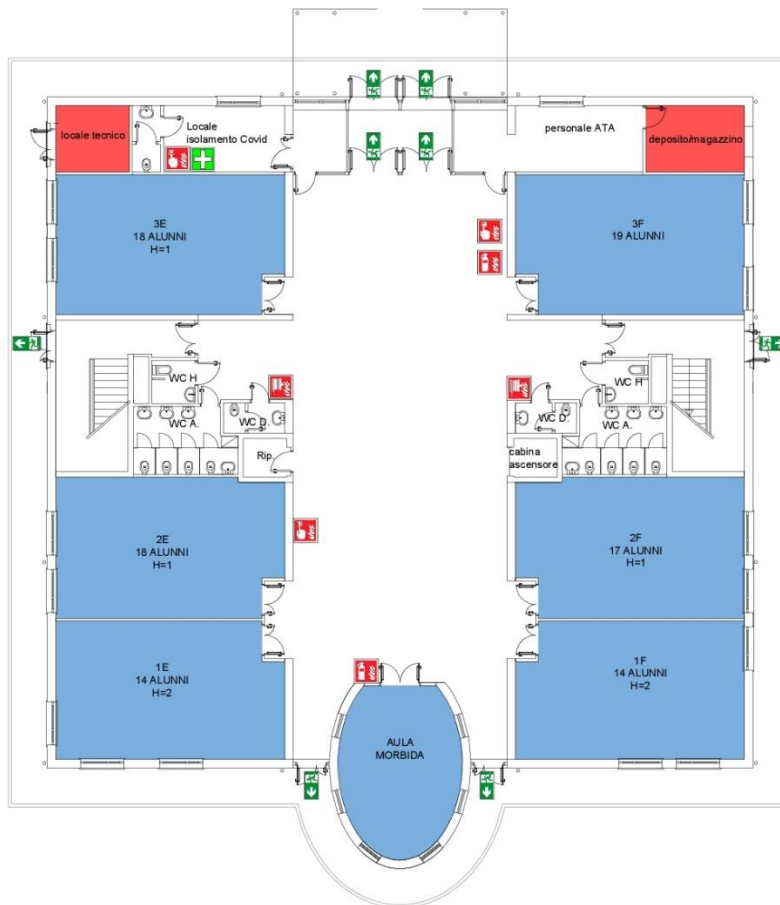 locale tecnico
Locale
isolamento Covid
personale ATA
deposito/magazzino
3E
18 ALUNNI
H=1
3F
19 ALUNNI
WC H
WC A.
WC D.
Rip.
WC H
WC D.
WC A.
cabina
ascensore
2E
18 ALUNNI
H=1
2F
17 ALUNNI
H=1
1E
14 ALUNNI
H=2
1F
14 ALUNNI
H=2
AULA
MORBIDA